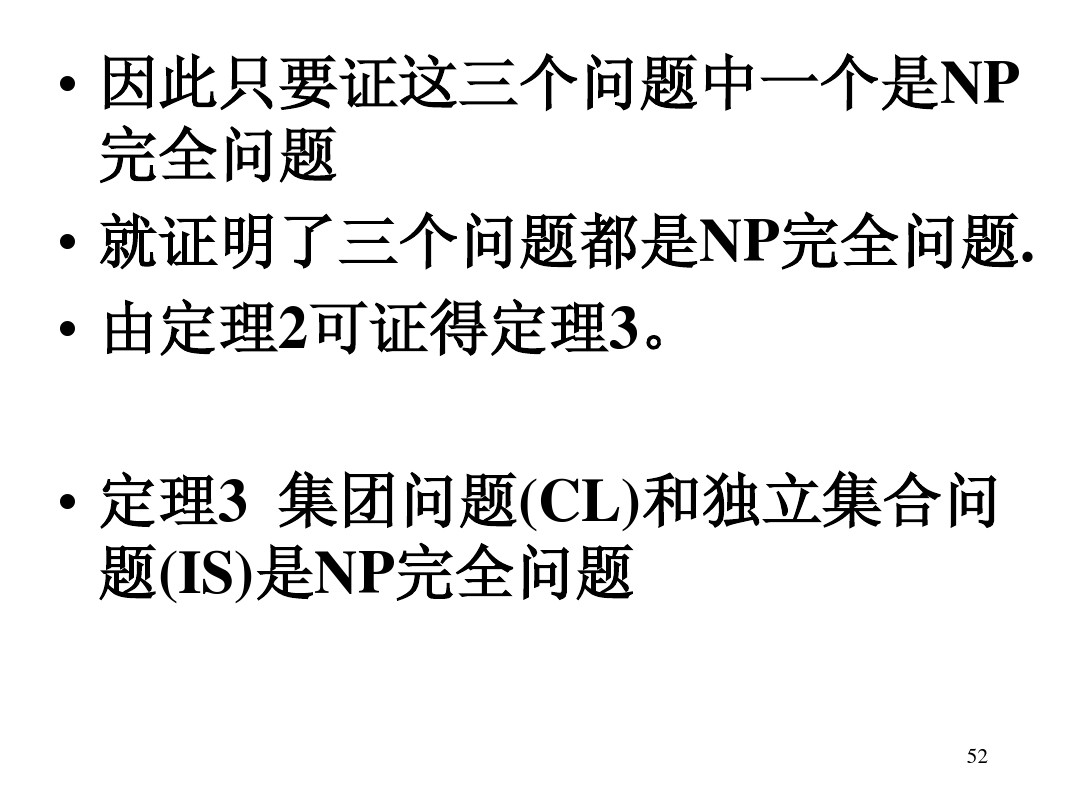 • 因此只要证这三个问题中一个是NP
完全问题
• 就证明了三个问题都是NP完全问题.
• 由定理2可证得定理3。
• 定理3 集团问题(CL)和独立集合问
题(IS)是NP完全问题
52